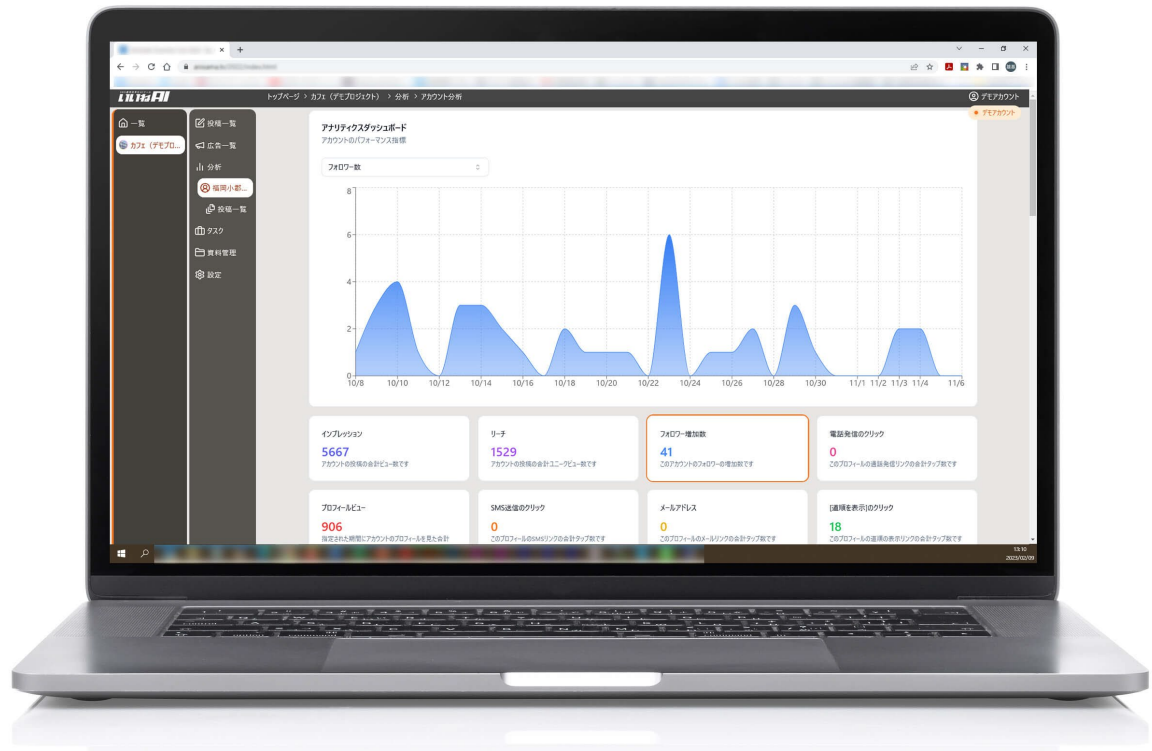 いいねAI
トップページ > カフェ（デモプロジェクト） > 分析 > アカウント分析
デモアカウント
デモアカウント
一覧
カフェ（デモプロ...
投稿一覧
広告一覧
分析
福岡小郡...
投稿一覧
タスク
資料管理
設定
アナリティクスダッシュボード
アカウントのパフォーマンス指標
フォロワー数
8
6
4
2
0
10/8 10/10 10/12 10/14 10/16 10/18 10/20 10/22 10/24 10/26 10/28 10/30 11/1 11/2 11/3 11/4 11/6
インプレッション
5667
アカウントの投稿の会計ビュー数です
リーチ
1529
アカウントの投稿の会計ユニークビュー数です
フォロワー増加数
41
このアカウントのフォロワーの増加数です
電話発信のクリック
0
このプロフィールの通話発信リンクの会計タップ数です
プロフィールビュー
906
指定された期間にアカウントのプロフィールを見た会計
SMS送信のクリック
0
このプロフィールのSMSリンクの会計タップ数です
メールアドレス
0
このプロフィールのメールリンクの会計タップ数です
[道順を表示]のクリック
18
このプロフィールの道順の表示リンクの会計タップ数です
13:10
2023/02/09